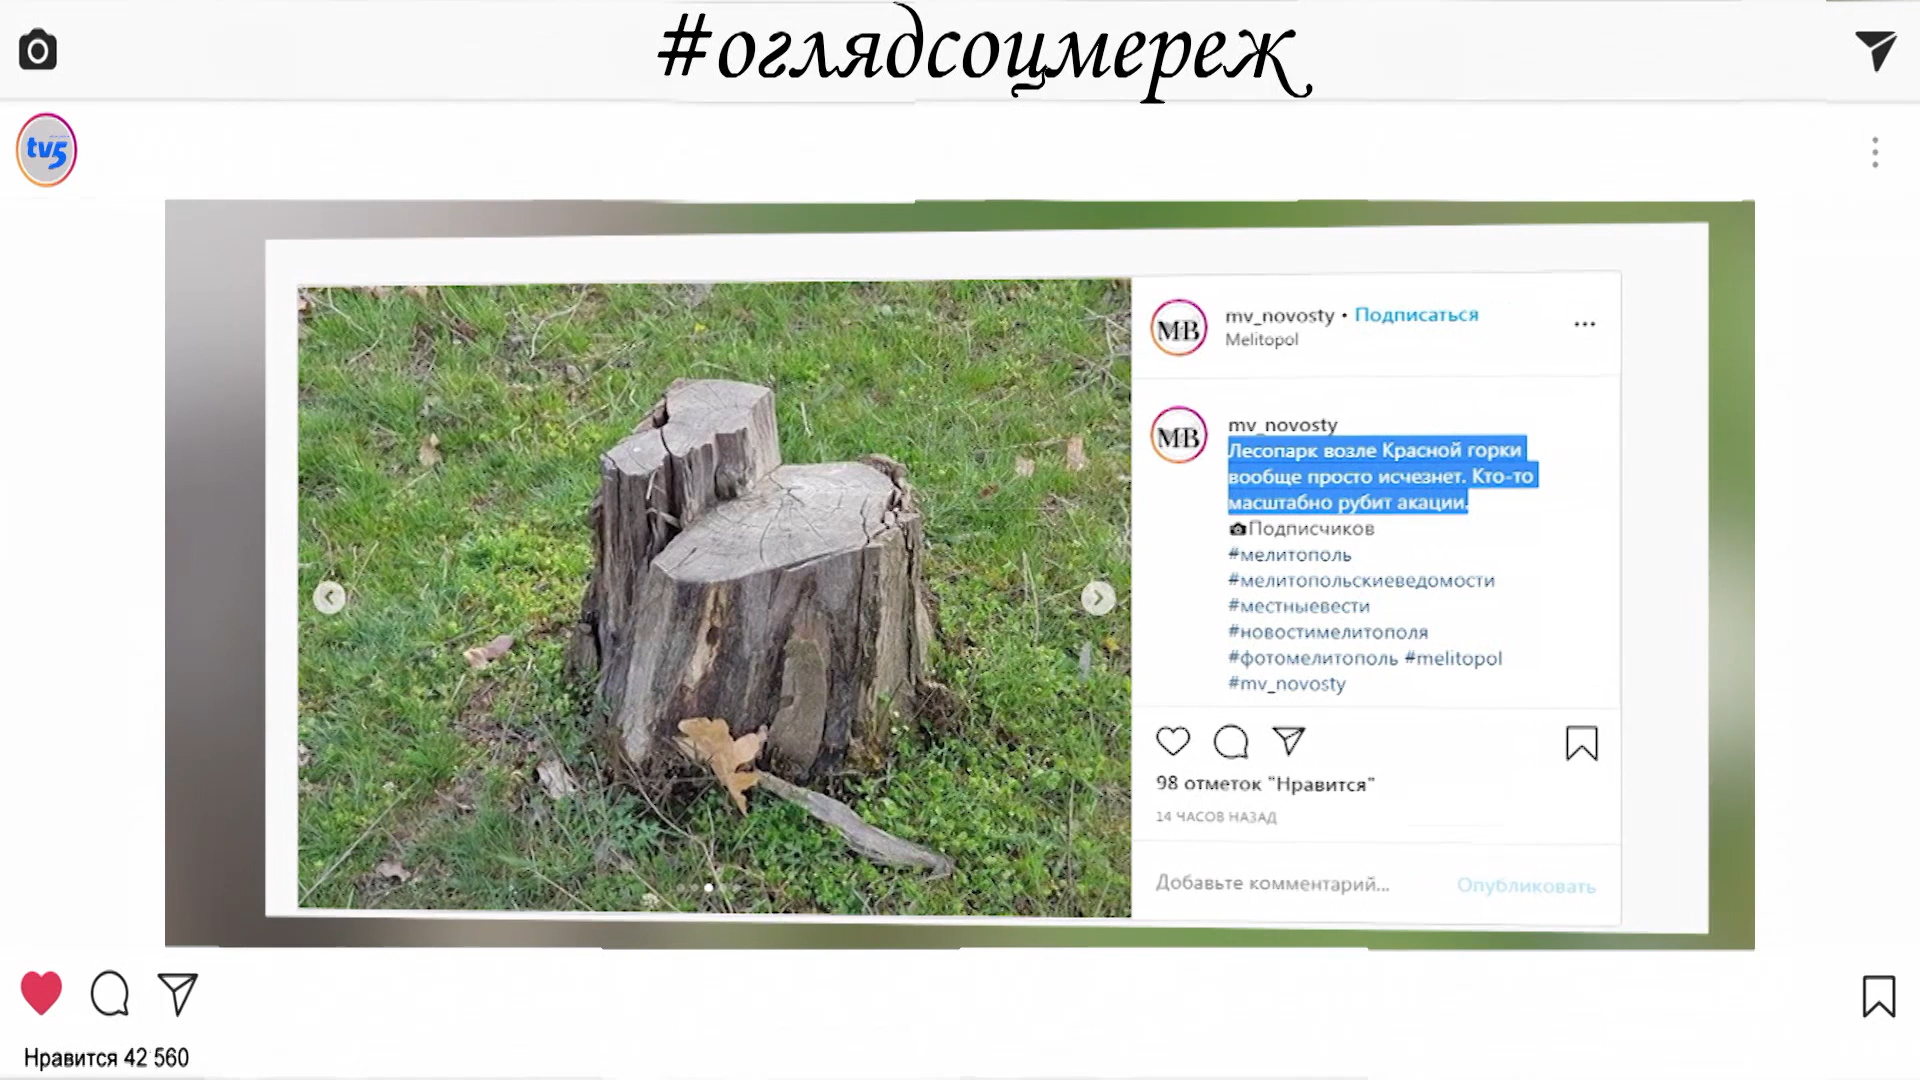 #оглядсоцмереж
tv5
MB
mv_novosty • Подписаться
Melitopol
MB
mv_novosty
Лесопарк возле Красной горки
вообще просто исчезнет. Кто-то
масштабно рубит акации.
Подписчиков
#мелитополь
#мелитопольскиеведомости
#местныевести
#новостимелитополя
#фотомелитополь #melitopol
#mv_novosty
98 отметок "Нравится"
14 ЧАСОВ НАЗАД
Добавьте комментарий...
Опубликовать
Нравится 42 560